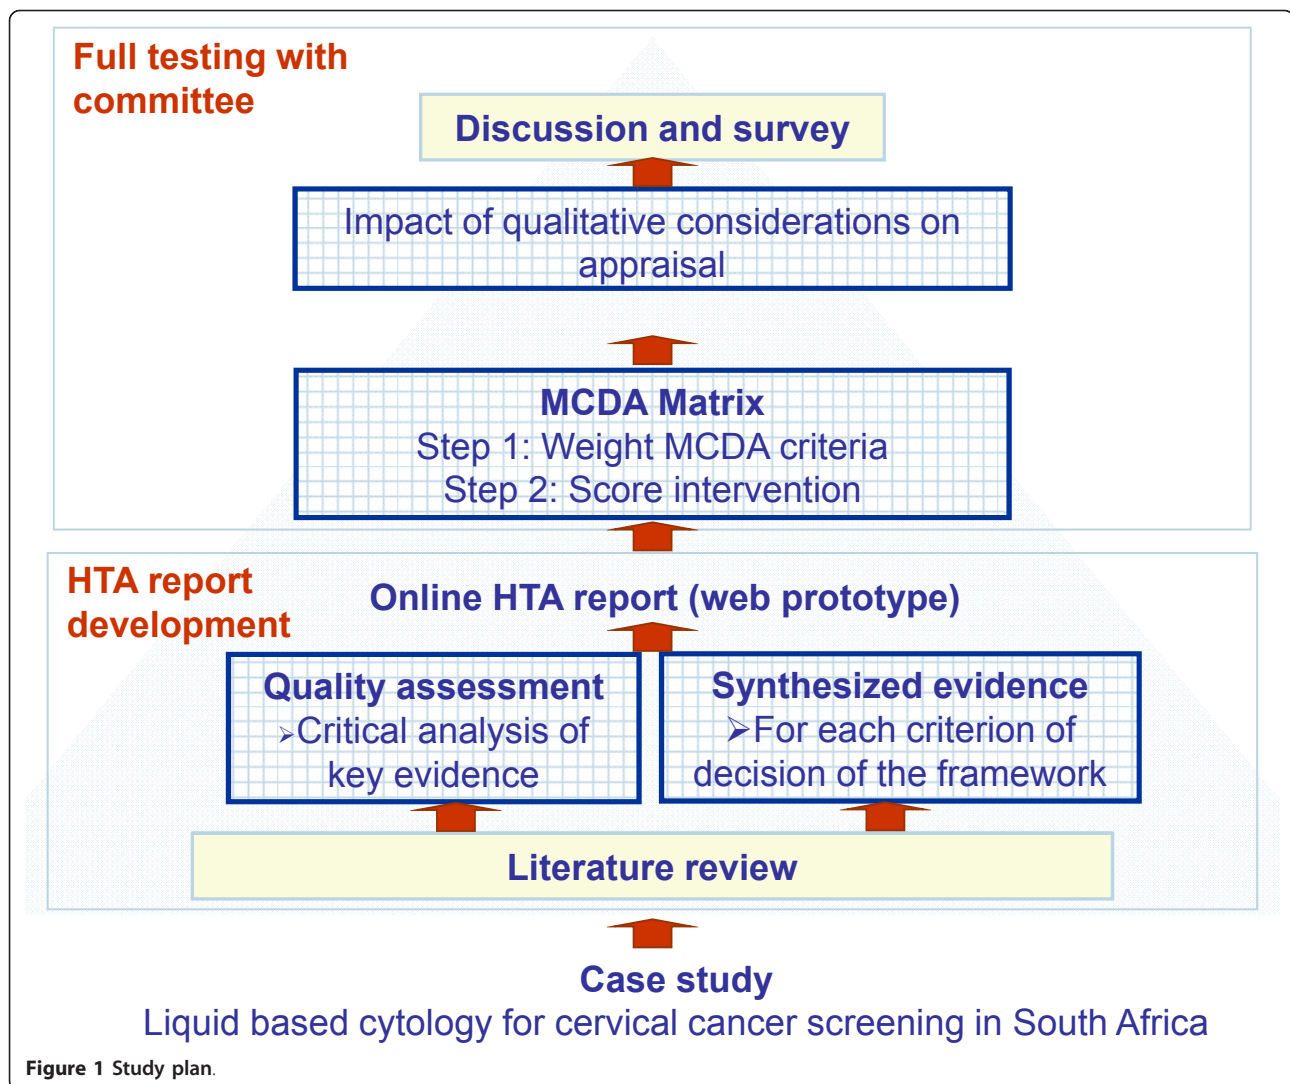 Full testing with
committee
Discussion and survey
Impact of qualitative considerations on
appraisal
MCDA Matrix
Step 1: Weight MCDA criteria
Step 2: Score intervention
HTA report
development
Online HTA report (web prototype)
Quality assessment
➢Critical analysis of
key evidence
Synthesized evidence
➢For each criterion of
decision of the framework
Literature review
Case study
Liquid based cytology for cervical cancer screening in South Africa
Figure 1 Study plan.